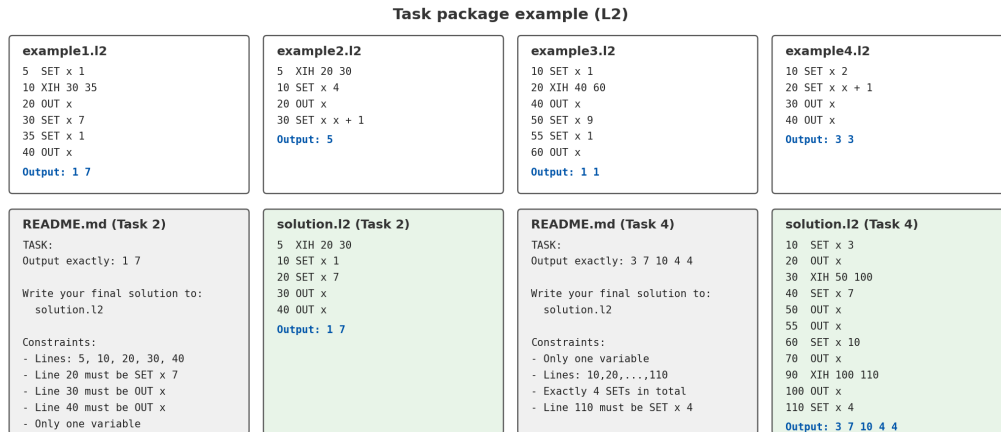 Task package example (L2)
example1.l2
5  SET x 1
10 XIH 30 35
20 OUT x
30 SET x 7
35 SET x 1
40 OUT x
Output: 1 7
example2.l2
5  XIH 20 30
10 SET x 4
20 OUT x
30 SET x x + 1
Output: 5
example3.l2
10 SET x 1
20 XIH 40 60
40 OUT x
50 SET x 9
55 SET x 1
60 OUT x
Output: 1 1
example4.l2
10 SET x 2
20 SET x x + 1
30 OUT x
40 OUT x
Output: 3 3
README.md (Task 2)
TASK:
Output exactly: 1 7
Write your final solution to:
solution.l2
Constraints:
- Lines: 5, 10, 20, 30, 40
- Line 20 must be SET x 7
- Line 30 must be OUT x
- Line 40 must be OUT x
- Only one variable
solution.l2 (Task 2)
5  XIH 20 30
10 SET x 1
20 SET x 7
30 OUT x
40 OUT x
Output: 1 7
README.md (Task 4)
TASK:
Output exactly: 3 7 10 4 4
Write your final solution to:
solution.l2
Constraints:
- Only one variable
- Lines: 10,20,...,110
- Exactly 4 SETs in total
- Line 110 must be SET x 4
solution.l2 (Task 4)
10  SET x 3
20  OUT x
30  XIH 50 100
40  SET x 7
50  OUT x
55  OUT x
60  SET x 10
70  OUT x
90  XIH 100 110
100 OUT x
110 SET x 4
Output: 3 7 10 4 4